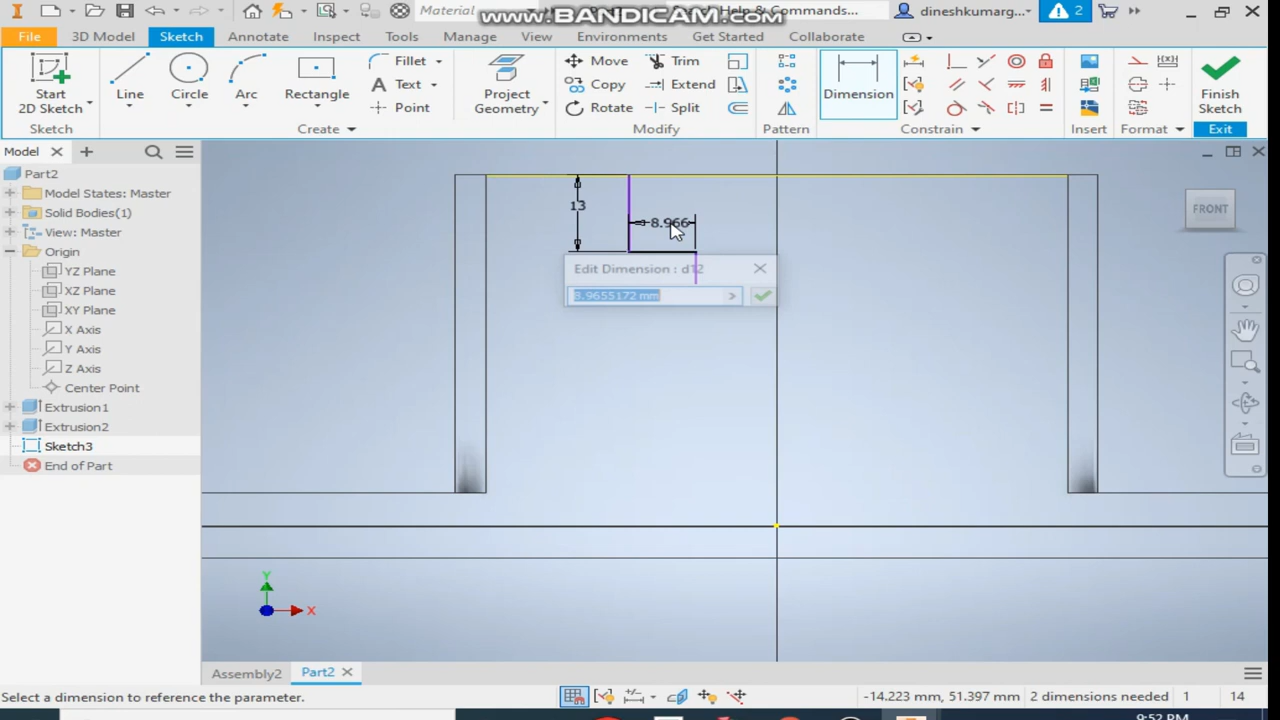 Material
www.BANDICAM.com
Help & Commands...
dineshkumarg...
2
File
3D Model
Sketch
Annotate
Inspect
Tools
Manage
View
Environments
Get Started
Collaborate
Start
2D Sketch
Line
Circle
Arc
Rectangle
Fillet
Text
Point
Project
Geometry
Move
Copy
Rotate
Trim
Extend
Split
Dimension
Finish
Sketch
Sketch
Create
Modify
Pattern
Constrain
Insert
Format
Exit
Model
Part2
Model States: Master
Solid Bodies(1)
View: Master
Origin
YZ Plane
XZ Plane
XY Plane
X Axis
Y Axis
Z Axis
Center Point
Extrusion1
Extrusion2
Sketch3
End of Part
13
8.966
Edit Dimension : d12
8.9655172 mm
FRONT
Y
X
Assembly2
Part2
Select a dimension to reference the parameter.
-14.223 mm, 51.397 mm
2 dimensions needed
1
14
9:52 PM